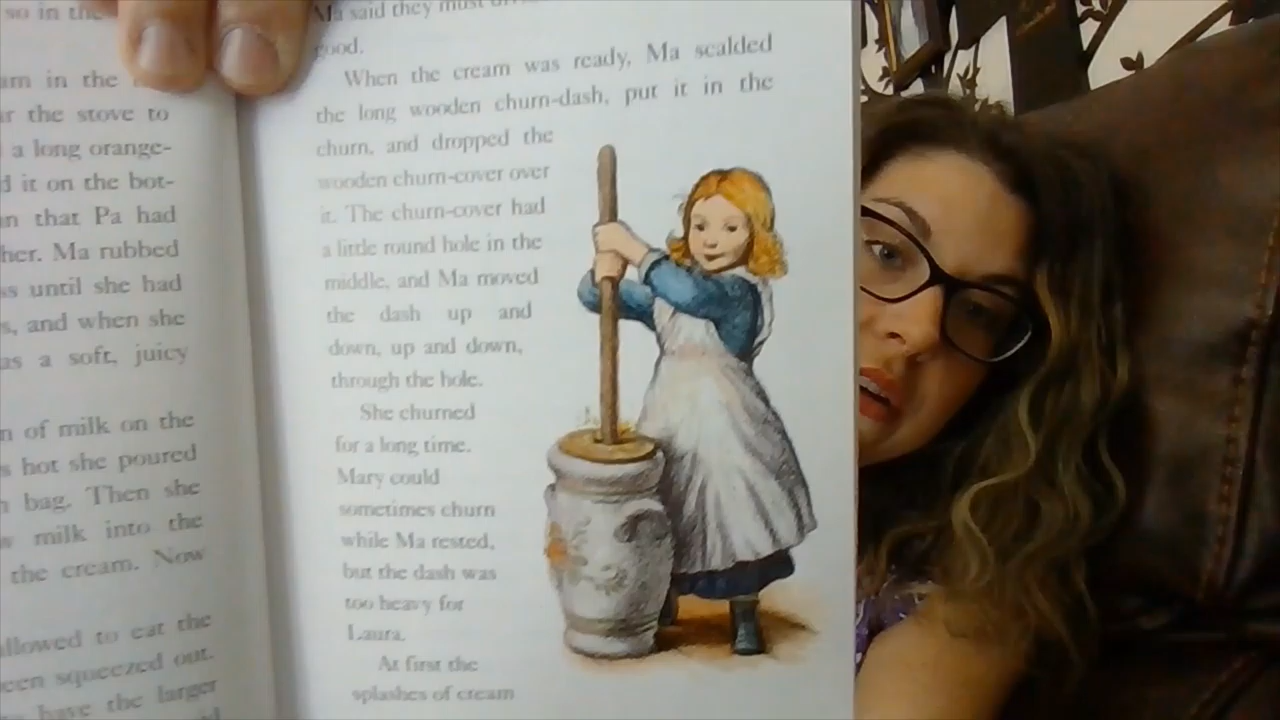 so in the
am in the
the stove to
a long orange-
d it on the bot-
n that Pa had
her. Ma rubbed
ss until she had
s, and when she
as a soft, juicy
n of milk on the
s hot she poured
bag. Then she
milk into the
the cream. Now
allowed to eat the
een squeezed out.
have the larger
Ma said they must
good.
When the cream was ready, Ma scalded
the long wooden churn-dash, put it in the
churn, and dropped the
wooden churn-cover over
it. The churn-cover had
a little round hole in the
middle, and Ma moved
the dash up and
down, up and down,
through the hole.
She churned
for a long time.
Mary could
sometimes churn
while Ma rested,
but the dash was
too heavy for
Laura.
At first the
splashes of cream